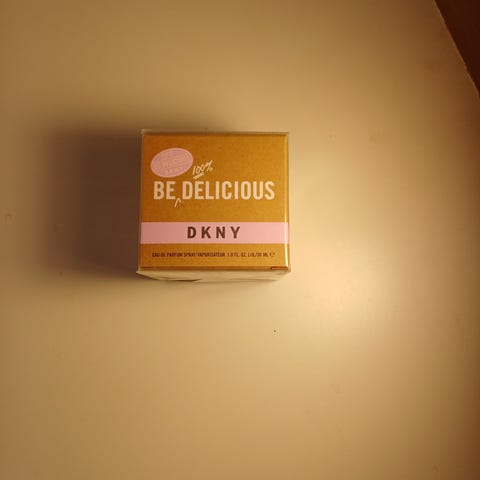 100%
BE DELICIOUS
DKNY
EAU DE PARFUM SPRAY/VAPORISATEUR 1.0 FL. OZ. LIQ./30 ML ℮